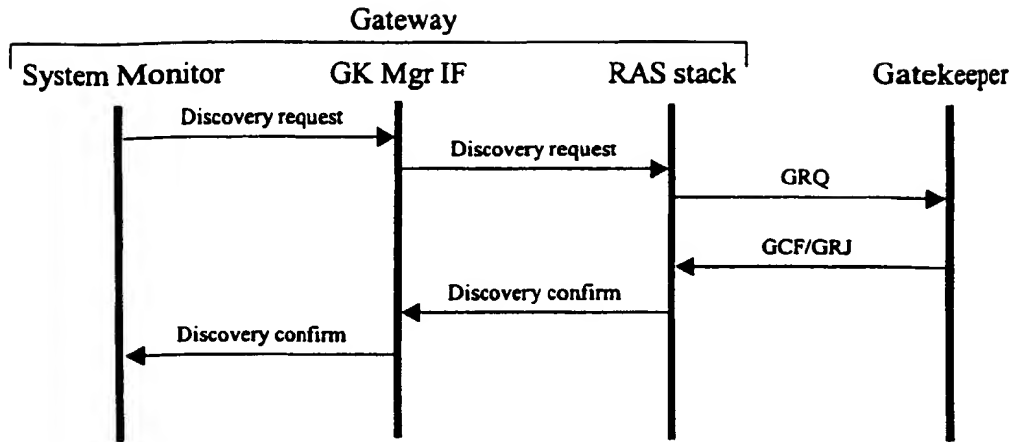 Gateway
System Monitor GK Mgr IF RAS stack Gatekeeper
Discovery request
Discovery request
GRQ
GCF/GRJ
Discovery confirm
Discovery confirm